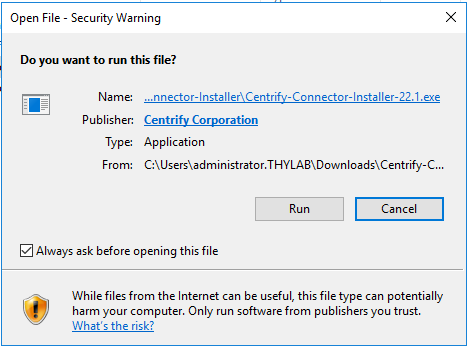 Open File - Security Warning
Do you want to run this file?
Name: ...nnector-Installer\Centrify-Connector-Installer-22.1.exe
Publisher: Centrify Corporation
Type: Application
From: C:\Users\administrator.THYLAB\Downloads\Centrify-C...
Run Cancel
Always ask before opening this file
While files from the Internet can be useful, this file type can potentially
harm your computer. Only run software from publishers you trust.
What's the risk?